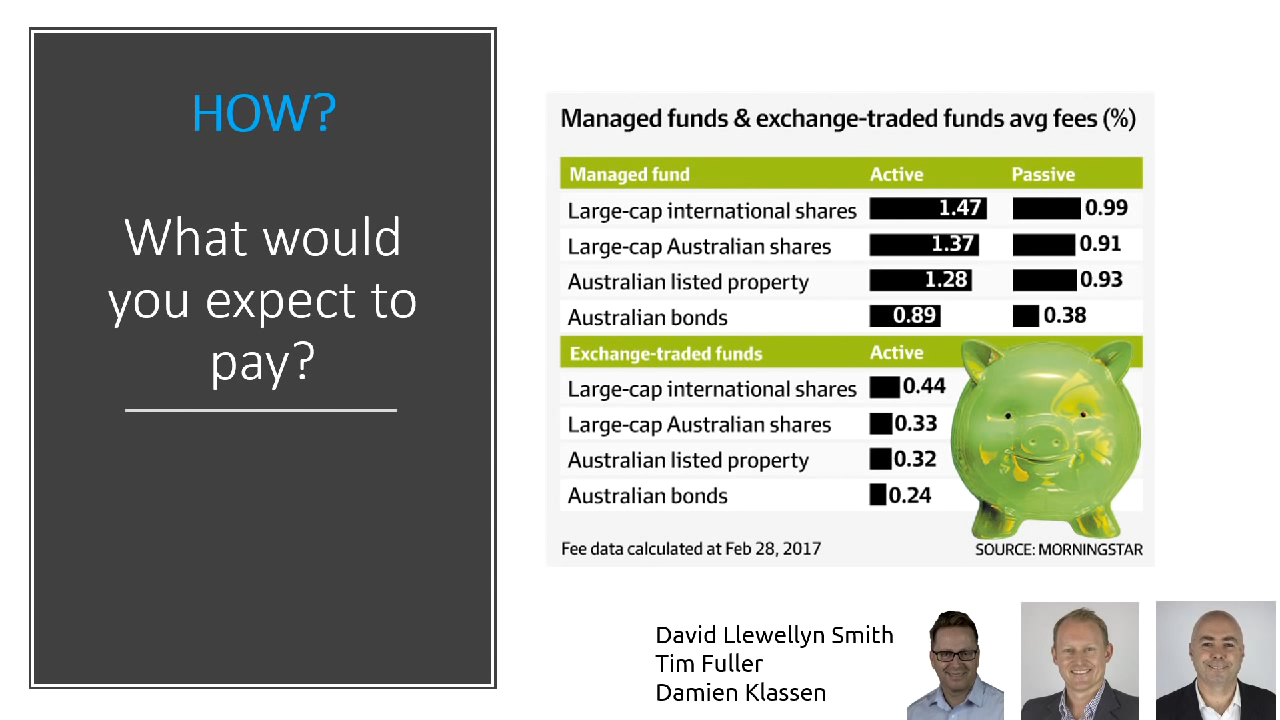 HOW?
What would
you expect to
pay?
Managed funds & exchange-traded funds avg fees (%)
Managed fund Active Passive
Large-cap international shares 1.47 0.99
Large-cap Australian shares 1.37 0.91
Australian listed property 1.28 0.93
Australian bonds 0.89 0.38
Exchange-traded funds Active
Large-cap international shares 0.44
Large-cap Australian shares 0.33
Australian listed property 0.32
Australian bonds 0.24
Fee data calculated at Feb 28, 2017 SOURCE: MORNINGSTAR
David Llewellyn Smith
Tim Fuller
Damien Klassen